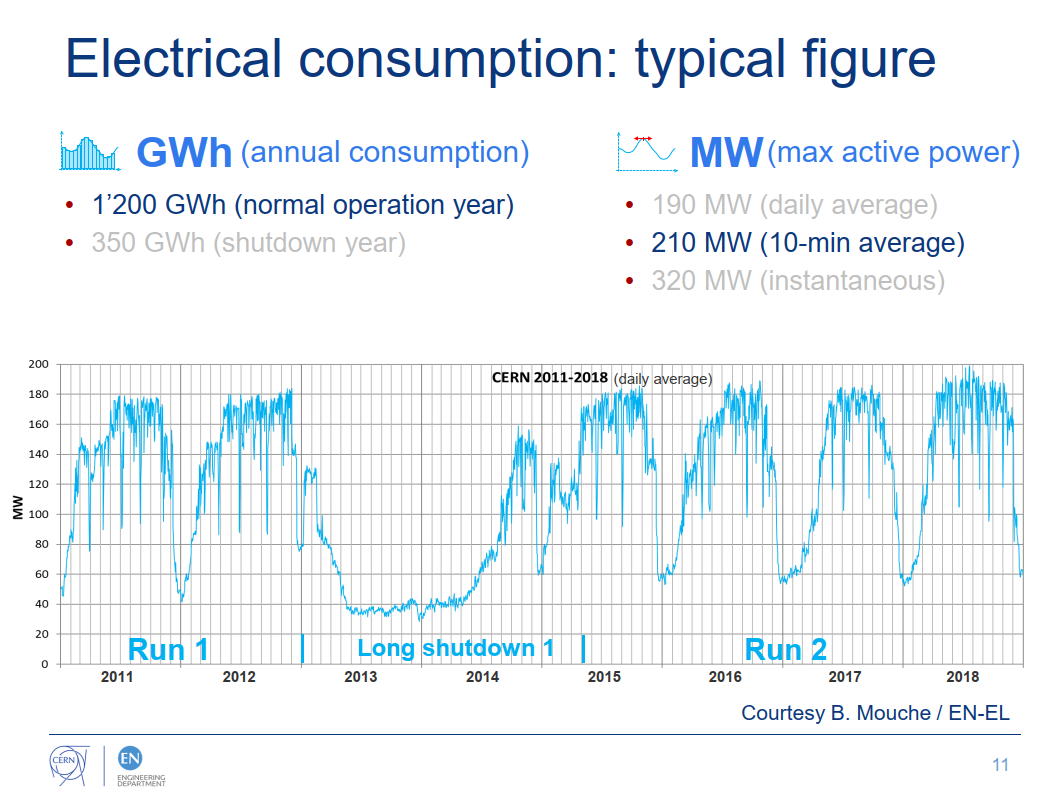 Electrical consumption: typical figure
GWh (annual consumption)
• 1’200 GWh (normal operation year)
• 350 GWh (shutdown year)
MW (max active power)
• 190 MW (daily average)
• 210 MW (10-min average)
• 320 MW (instantaneous)
CERN 2011-2018 (daily average)
MW
200
180
160
140
120
100
80
60
40
20
0
Run 1
Long shutdown 1
Run 2
2011 2012 2013 2014 2015 2016 2017 2018
Courtesy B. Mouche / EN-EL
CERN
EN
ENGINEERING
DEPARTMENT
11